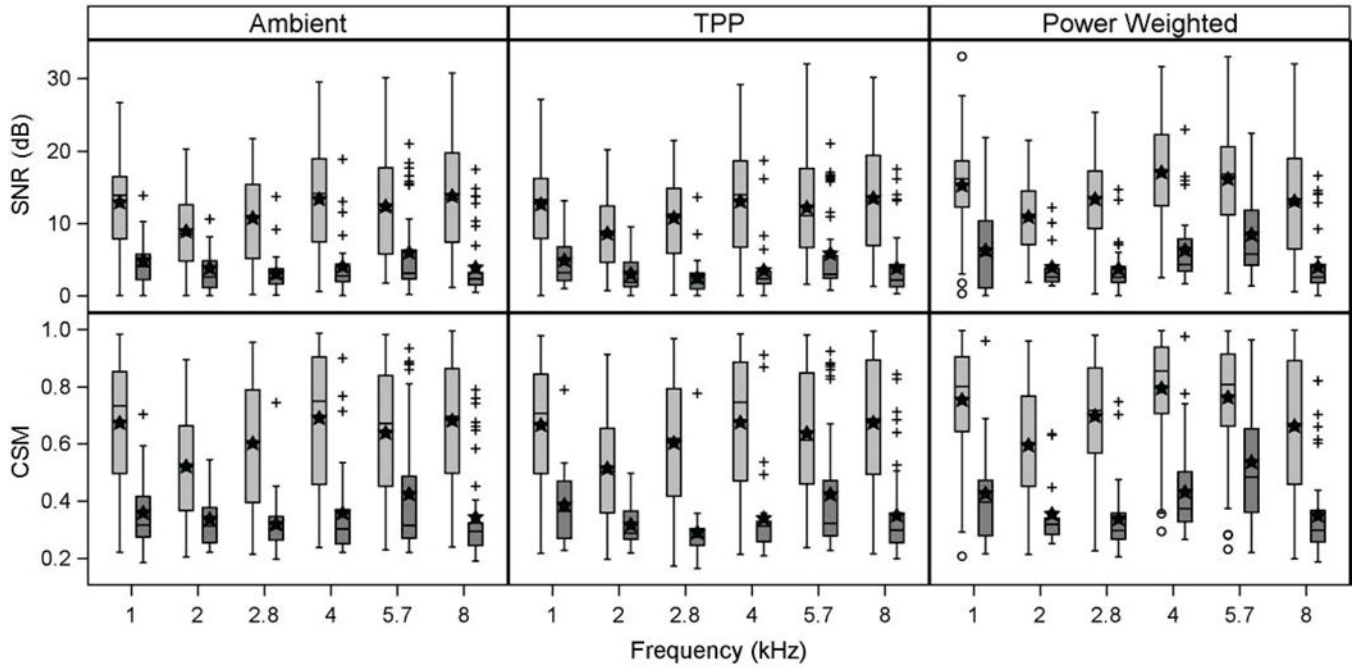 Ambient TPP Power Weighted
SNR (dB)
30
20
10
0
CSM
1.0
0.8
0.6
0.4
0.2
1 2 2.8 4 5.7 8 1 2 2.8 4 5.7 8 1 2 2.8 4 5.7 8
Frequency (kHz)